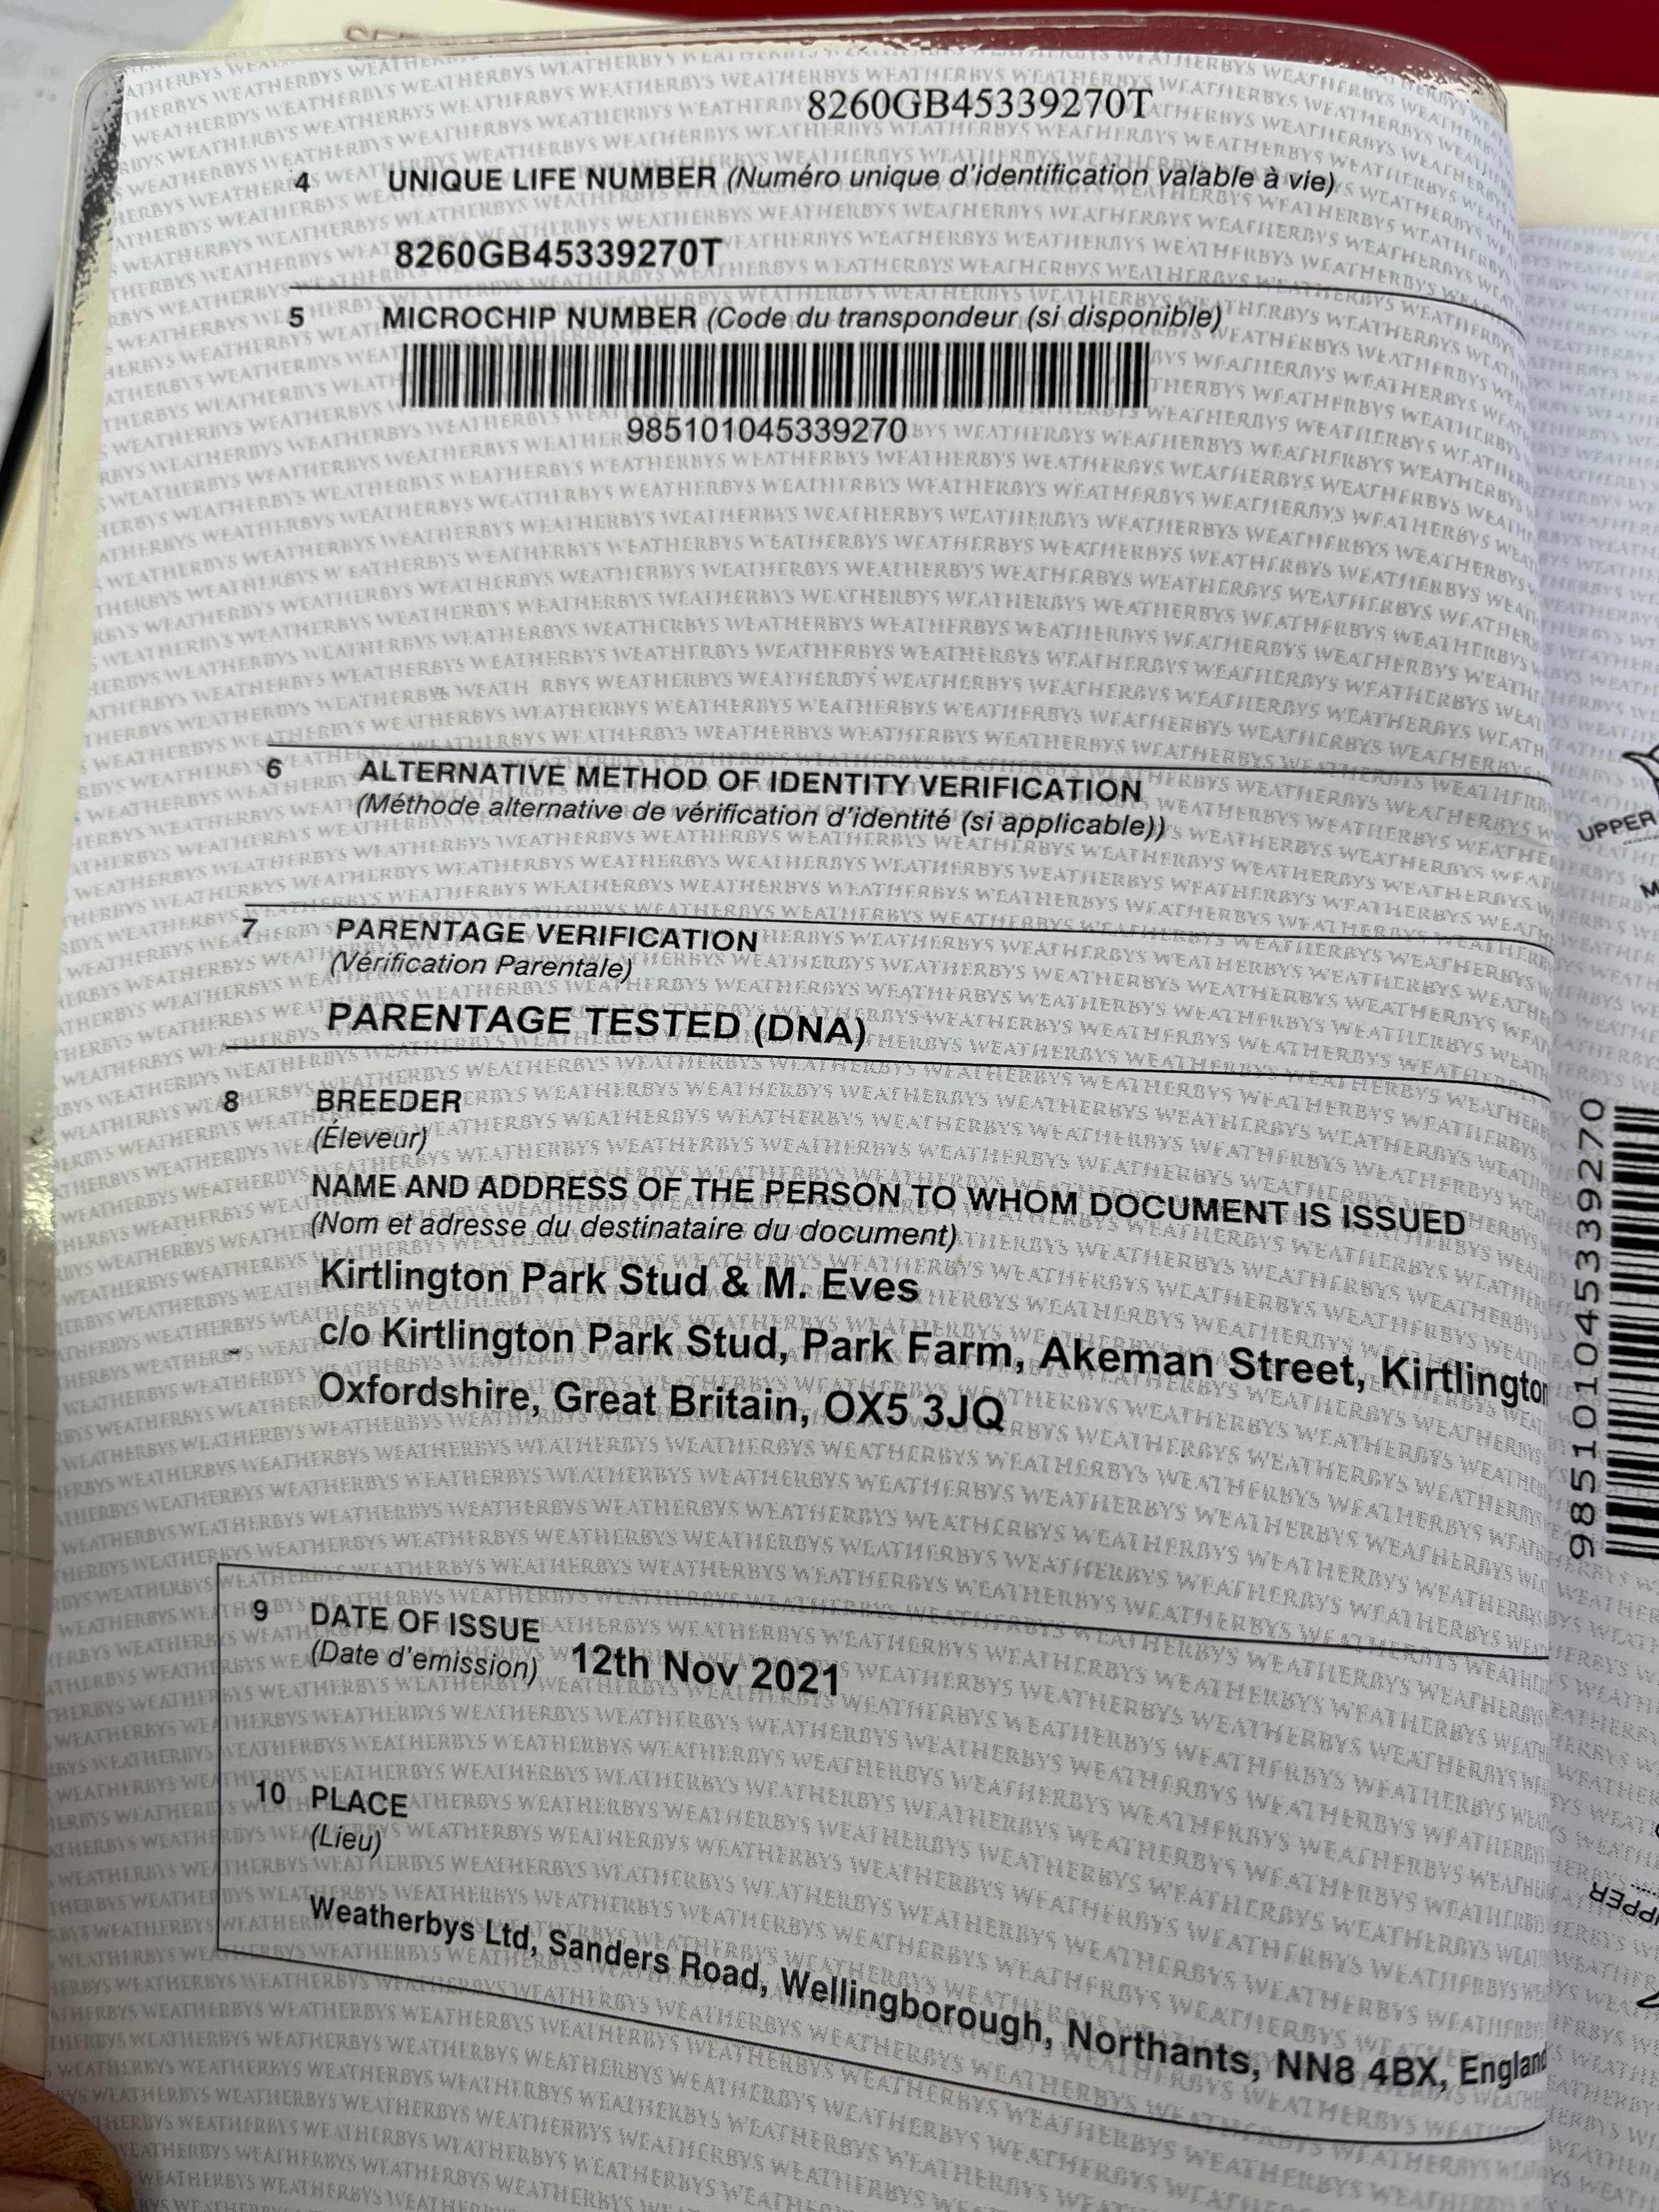 8260GB45339270T
4 UNIQUE LIFE NUMBER (Numéro unique d'identification valable à vie)
8260GB45339270T
5 MICROCHIP NUMBER (Code du transpondeur (si disponible)
985101045339270
6 ALTERNATIVE METHOD OF IDENTITY VERIFICATION
(Méthode alternative de vérification d'identité (si applicable))
7 PARENTAGE VERIFICATION
(Vérification Parentale)
PARENTAGE TESTED (DNA)
8 BREEDER
(Éleveur)
NAME AND ADDRESS OF THE PERSON TO WHOM DOCUMENT IS ISSUED
(Nom et adresse du destinataire du document)
Kirtlington Park Stud & M. Eves
c/o Kirtlington Park Stud, Park Farm, Akeman Street, Kirtlington
Oxfordshire, Great Britain, OX5 3JQ
9 DATE OF ISSUE
(Date d'emission) 12th Nov 2021
10 PLACE
(Lieu)
Weatherbys Ltd, Sanders Road, Wellingborough, Northants, NN8 4BX, England
UPPER
985101045339270